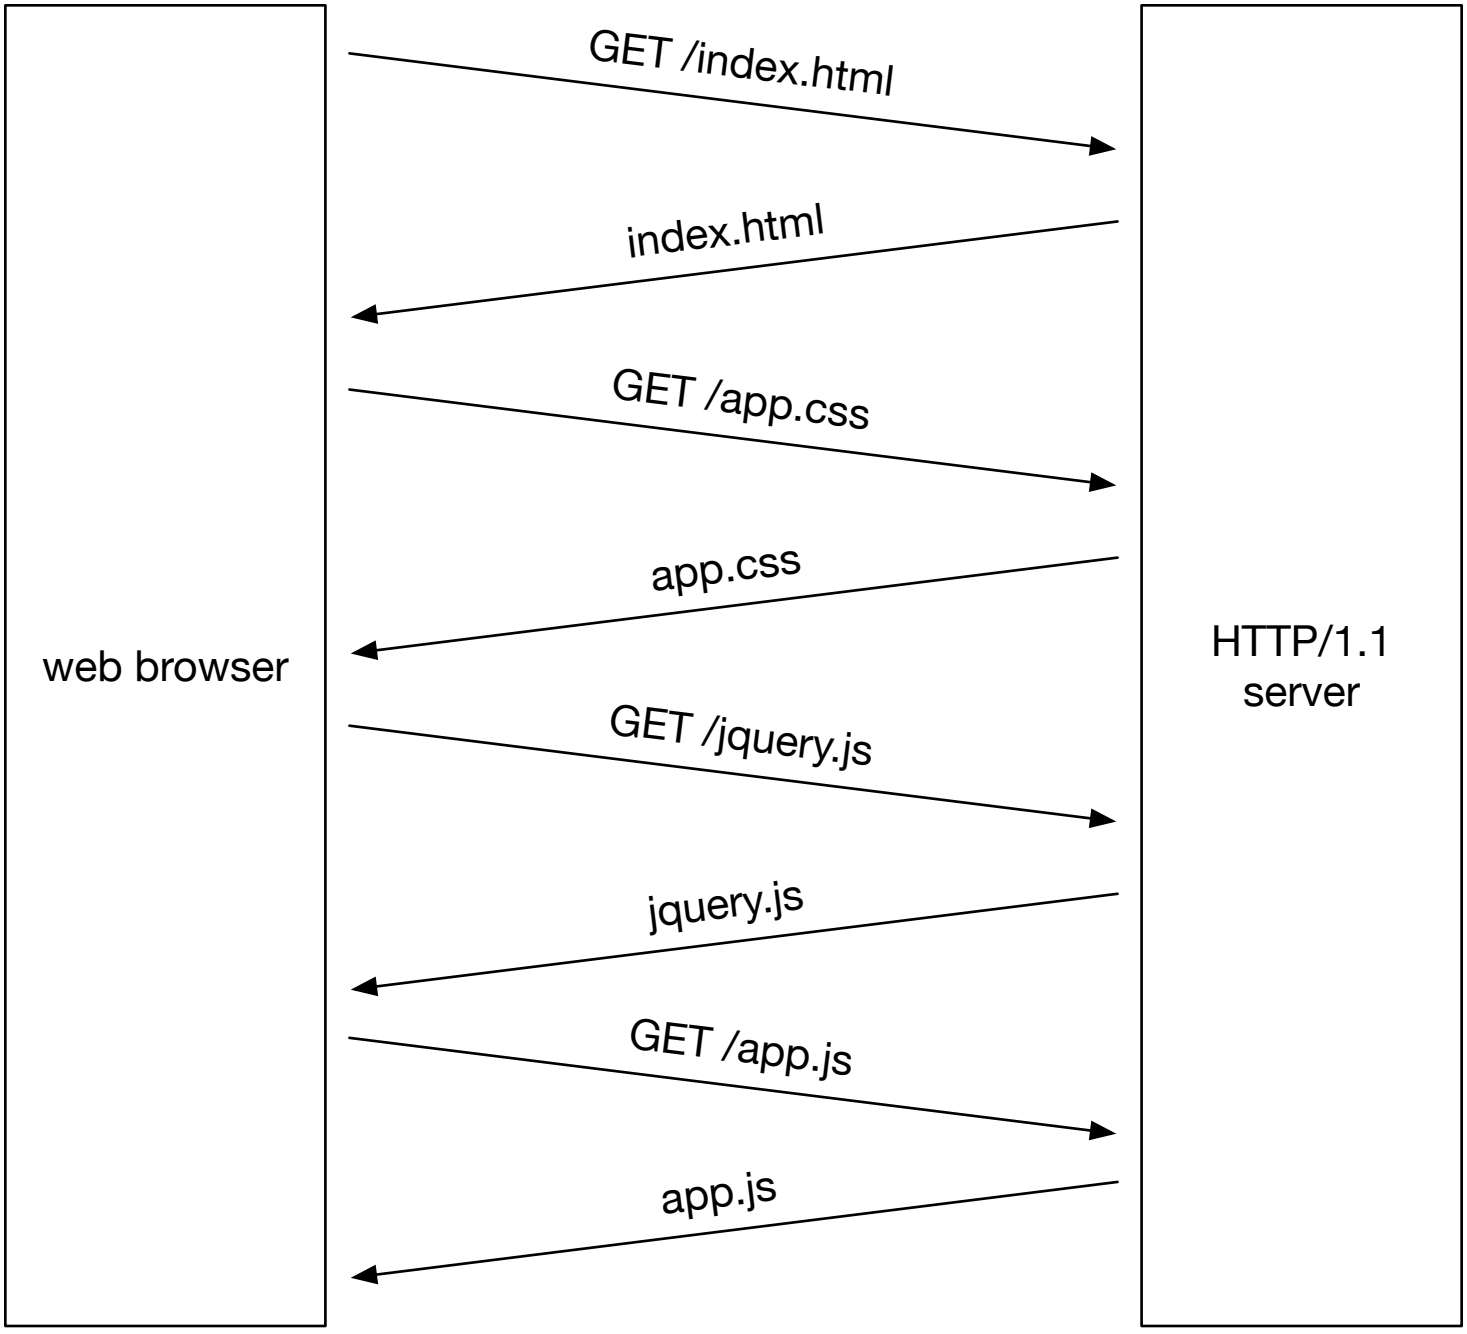 GET /index.html
index.html
GET /app.css
app.css
web browser
HTTP/1.1
server
GET /jquery.js
jquery.js
GET /app.js
app.js